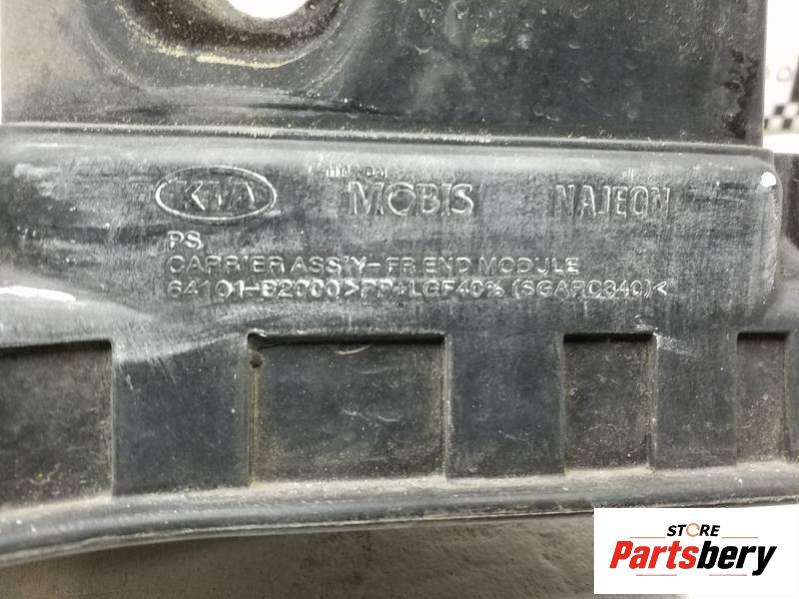 KIA MOBIS NAJEON
PS,
CARRIER ASS'Y-FR END MODULE
64101-B2000 >PP+LGF40% (SGARC340)<
STORE
Partsbery